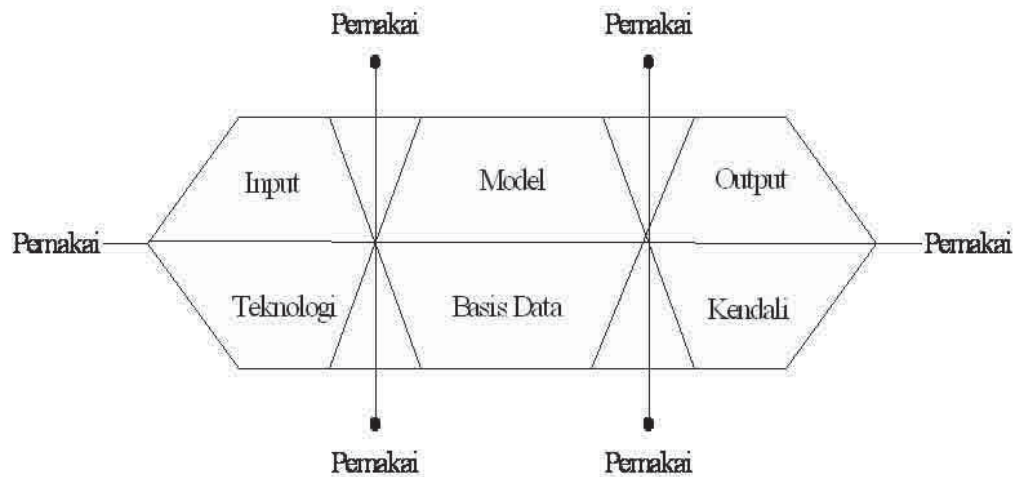 Pemakai Pemakai
Input Model Output
Pemakai Pemakai
Teknologi Basis Data Kendali
Pemakai Pemakai